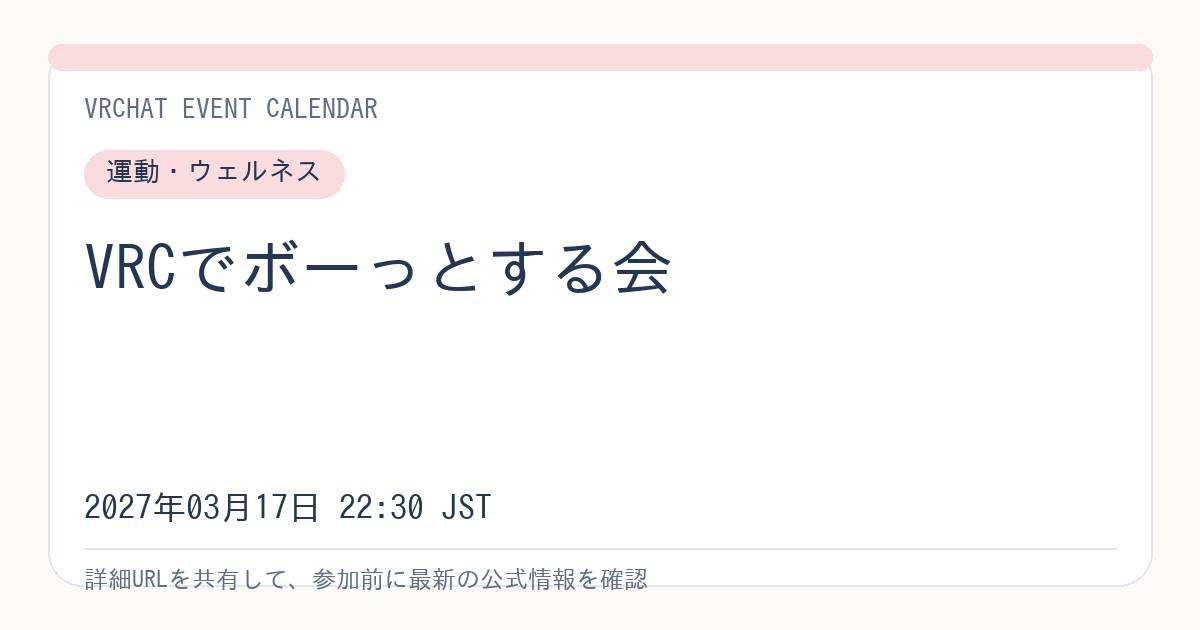 VRCHAT EVENT CALENDAR
運動・ウェルネス
VRCでボーっとする会
2027年03月17日 22:30 JST
詳細URLを共有して、参加前に最新の公式情報を確認